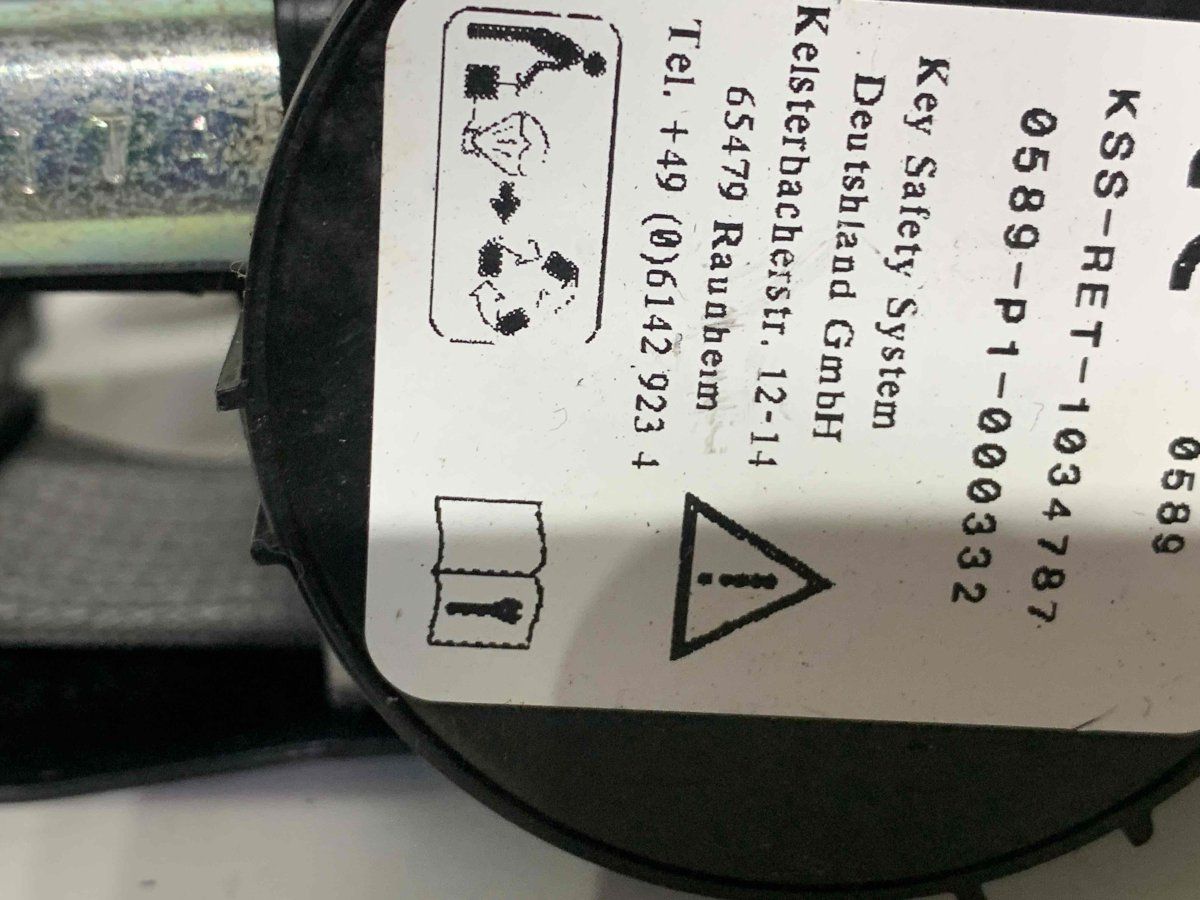 0589
KSS-RET-1034787
0589-P1-000332
Key Safety System
Deutshland GmbH
Kelsterbacherstr. 12-14
65479 Raunheim
Tel. +49 (0)6142 923 4